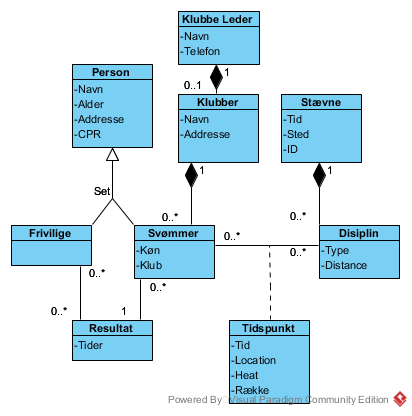 Klubbe Leder
-Navn
-Telefon
1
0..1
Person
-Navn
-Alder
-Addresse
-CPR
Klubber
-Navn
-Addresse
Stævne
-Tid
-Sted
-ID
1
1
Set
0..*
0..*
Frivilige
Svømmer
-Køn
-Klub
0..*
0..*
Disiplin
-Type
-Distance
0..*
0..*
0..*
1
Resultat
-Tider
Tidspunkt
-Tid
-Location
-Heat
-Række
Powered By Visual Paradigm Community Edition